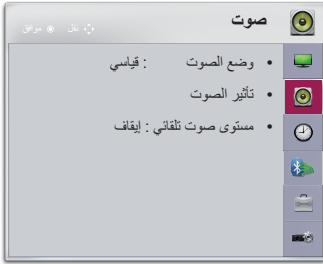 صوت
نقل موافق
وضع الصوت : قياسي
تأثير الصوت
مستوى صوت تلقائي : إيقاف